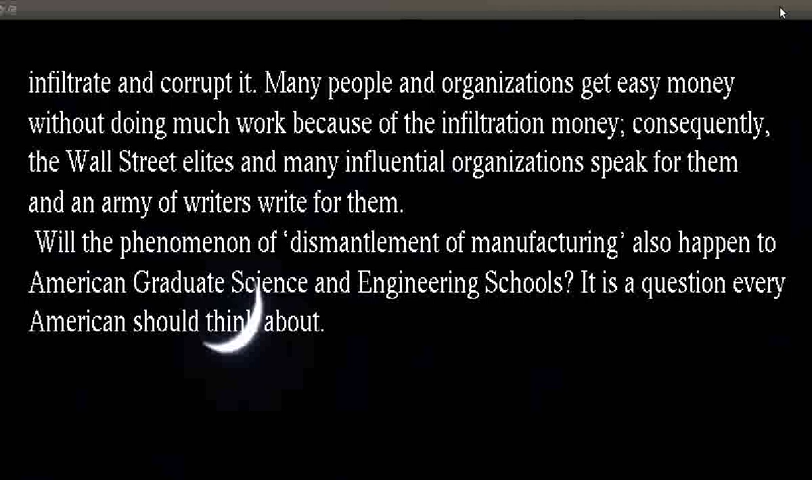 infiltrate and corrupt it. Many people and organizations get easy money
without doing much work because of the infiltration money; consequently,
the Wall Street elites and many influential organizations speak for them
and an army of writers write for them.
Will the phenomenon of ‘dismantlement of manufacturing’ also happen to
American Graduate Science and Engineering Schools? It is a question every
American should think about.